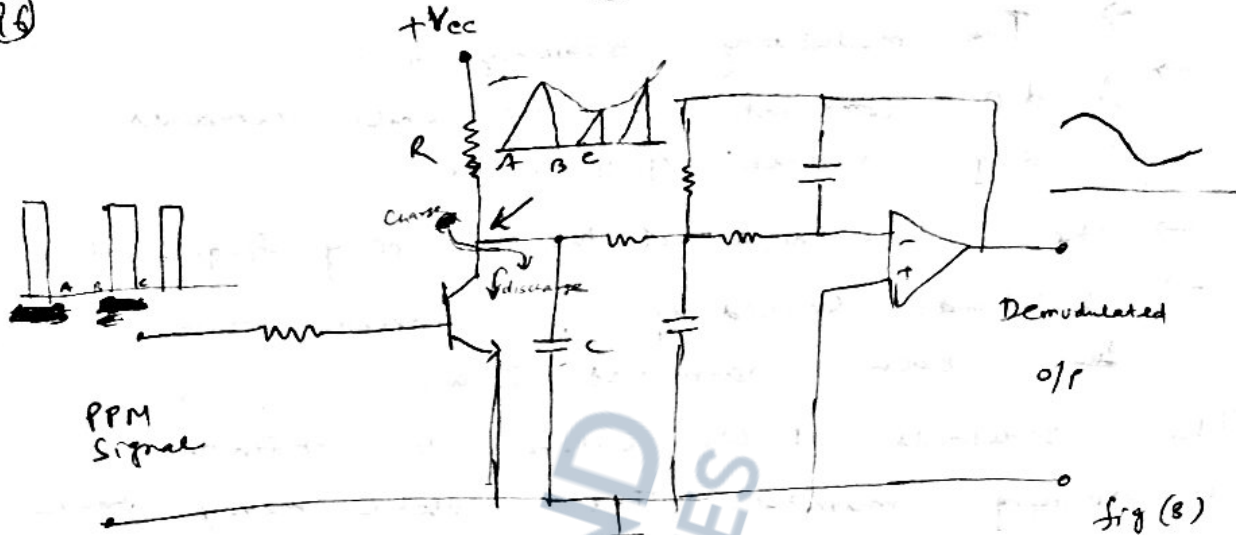 +Vcc
R
A B C
Charge
discharge
A B C
C
-
+
Demodulated
O/P
PPM
Signal
fig (8)